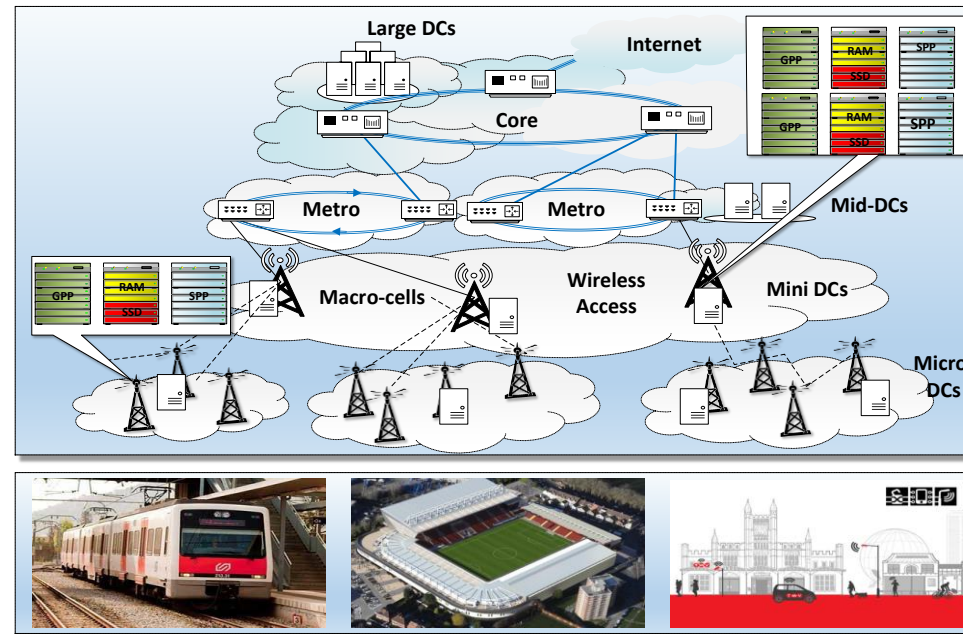 Large DCs
Internet
GPP
RAM
SSD
SPP
GPP
RAM
SSD
SPP
Core
Metro
Metro
Mid-DCs
Wireless
Access
Macro-cells
Mini DCs
GPP
RAM
SSD
SPP
Micro
DCs